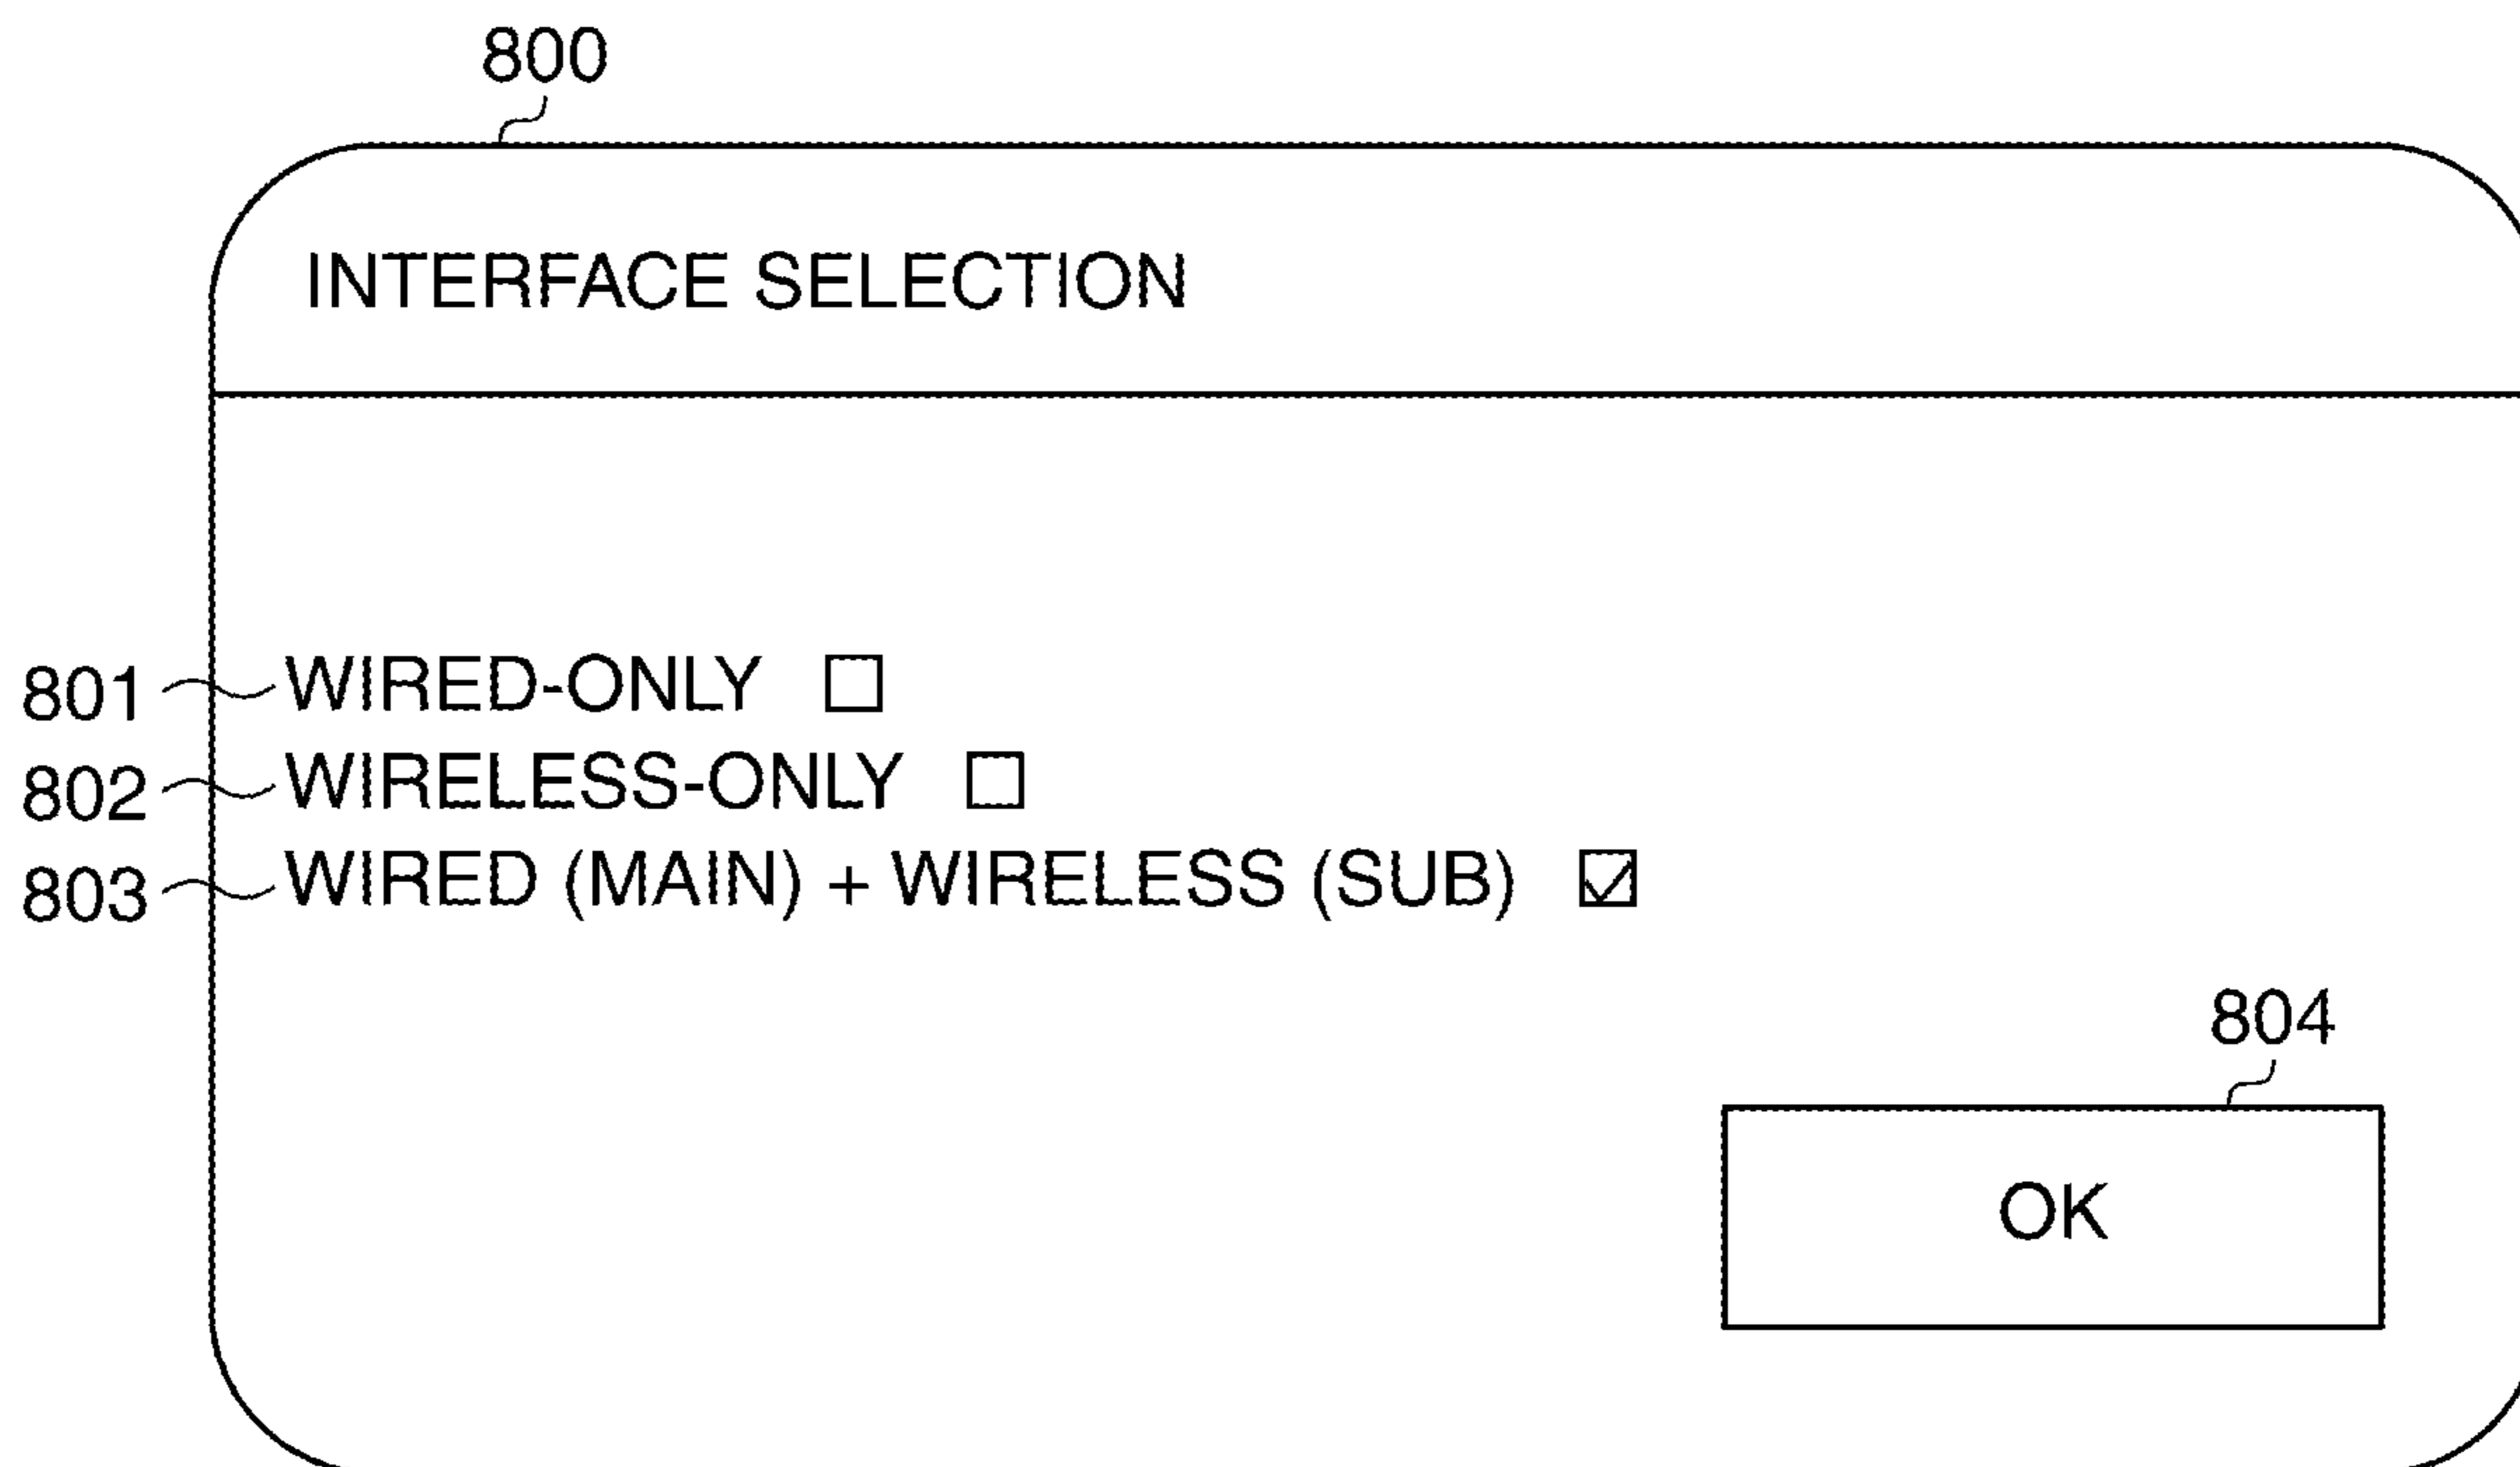 800
INTERFACE SELECTION
801 WIRED-ONLY
802 WIRELESS-ONLY
803 WIRED (MAIN) + WIRELESS (SUB)
804
OK